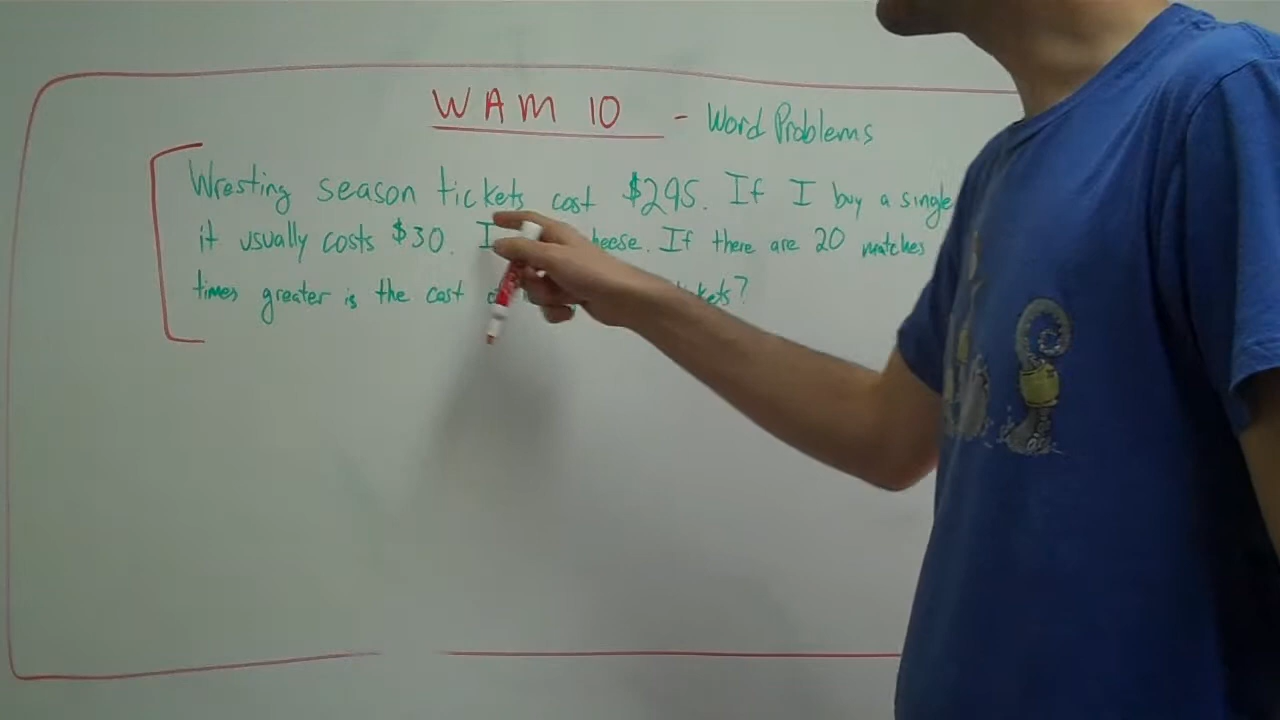 WAM 10 - Word Problems
Wresting season tickets cost $295. If I buy a single
it usually costs $30. If there are 20 matches
times greater is the cost